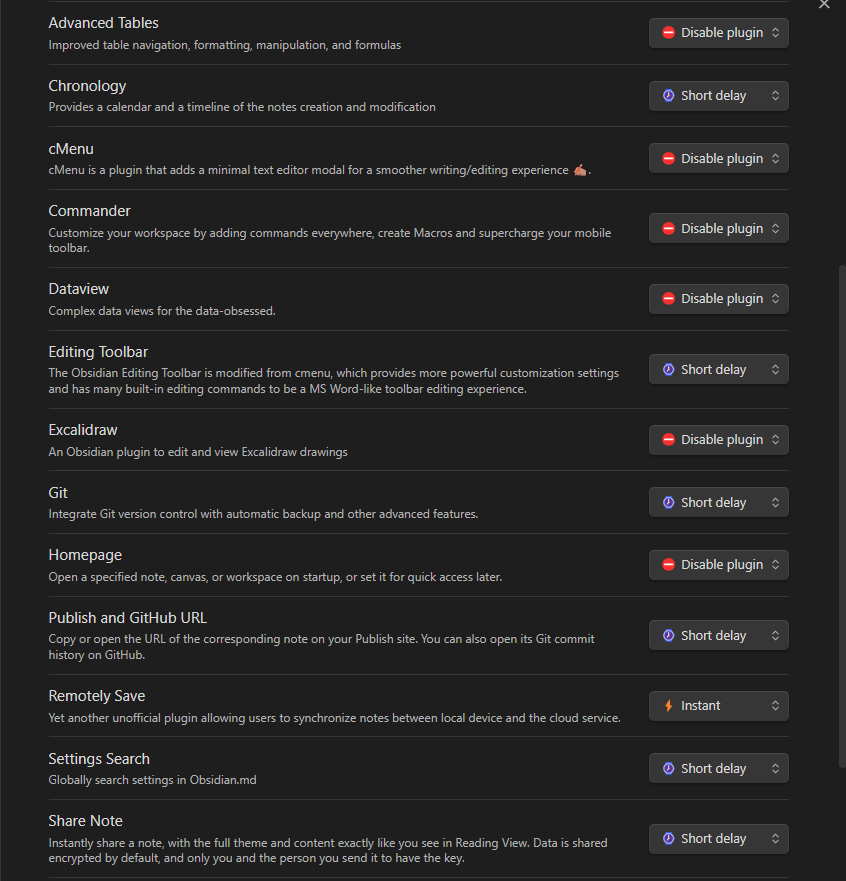 Advanced Tables
Improved table navigation, formatting, manipulation, and formulas
Disable plugin
Chronology
Provides a calendar and a timeline of the notes creation and modification
Short delay
cMenu
cMenu is a plugin that adds a minimal text editor modal for a smoother writing/editing experience ✍🏽.
Disable plugin
Commander
Customize your workspace by adding commands everywhere, create Macros and supercharge your mobile
toolbar.
Disable plugin
Dataview
Complex data views for the data-obsessed.
Disable plugin
Editing Toolbar
The Obsidian Editing Toolbar is modified from cmenu, which provides more powerful customization settings
and has many built-in editing commands to be a MS Word-like toolbar editing experience.
Short delay
Excalidraw
An Obsidian plugin to edit and view Excalidraw drawings
Disable plugin
Git
Integrate Git version control with automatic backup and other advanced features.
Short delay
Homepage
Open a specified note, canvas, or workspace on startup, or set it for quick access later.
Disable plugin
Publish and GitHub URL
Copy or open the URL of the corresponding note on your Publish site. You can also open its Git commit
history on GitHub.
Short delay
Remotely Save
Yet another unofficial plugin allowing users to synchronize notes between local device and the cloud service.
Instant
Settings Search
Globally search settings in Obsidian.md
Short delay
Share Note
Instantly share a note, with the full theme and content exactly like you see in Reading View. Data is shared
encrypted by default, and only you and the person you send it to have the key.
Short delay